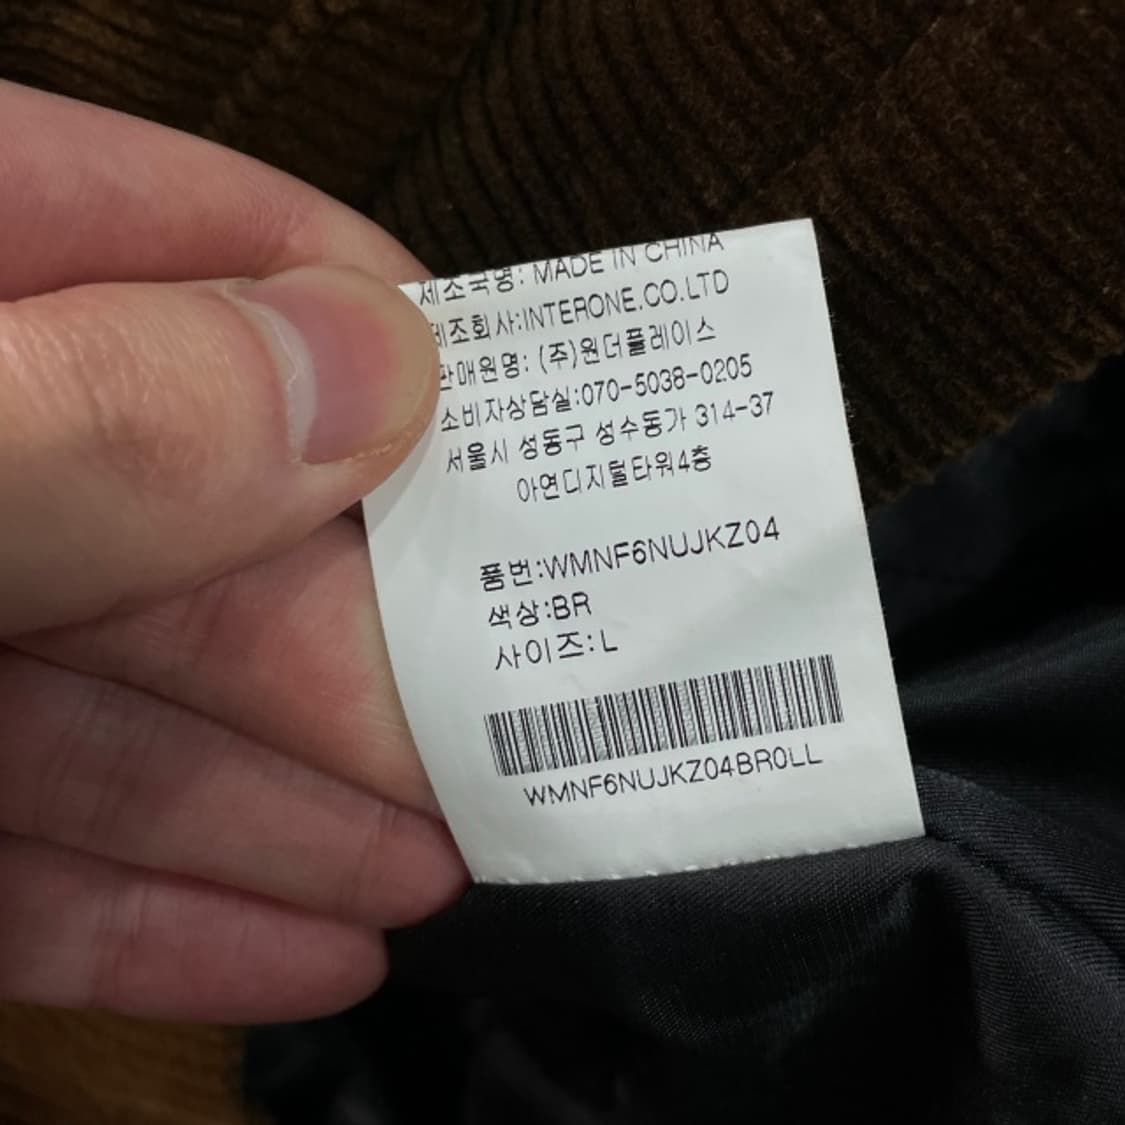 제조국명: MADE IN CHINA
제조회사:INTERONE.CO.LTD
판매원명: (주)원더플레이스
소비자상담실:070-5038-0205
서울시 성동구 성수동가 314-37
아연디지털타워4층
품번:WMNF6NUJKZ04
색상:BR
사이즈:L
WMNF6NUJKZ04BR0LL